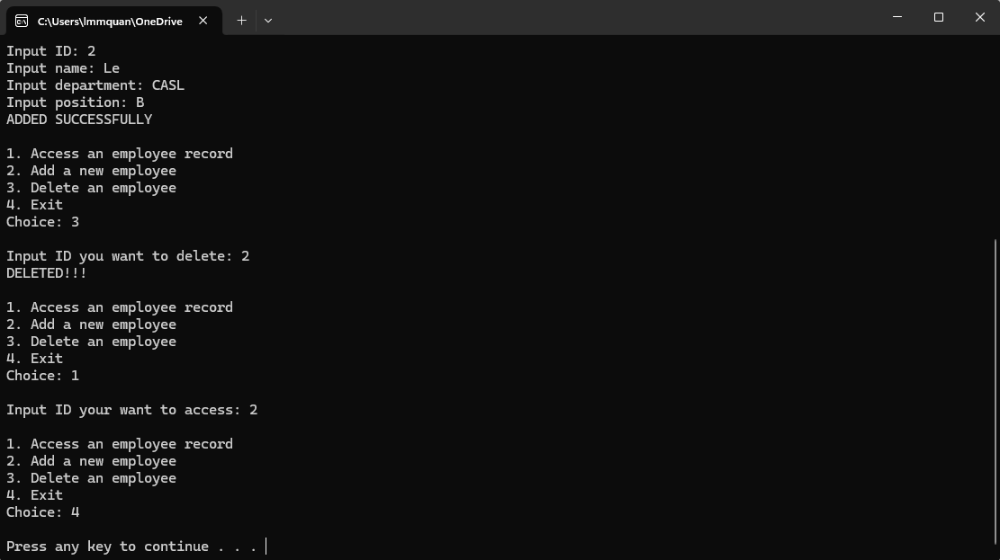 C:\Users\lmmquan\OneDrive
Input ID: 2
Input name: Le
Input department: CASL
Input position: B
ADDED SUCCESSFULLY
1. Access an employee record
2. Add a new employee
3. Delete an employee
4. Exit
Choice: 3
Input ID you want to delete: 2
DELETED!!!
1. Access an employee record
2. Add a new employee
3. Delete an employee
4. Exit
Choice: 1
Input ID your want to access: 2
1. Access an employee record
2. Add a new employee
3. Delete an employee
4. Exit
Choice: 4
Press any key to continue . . .